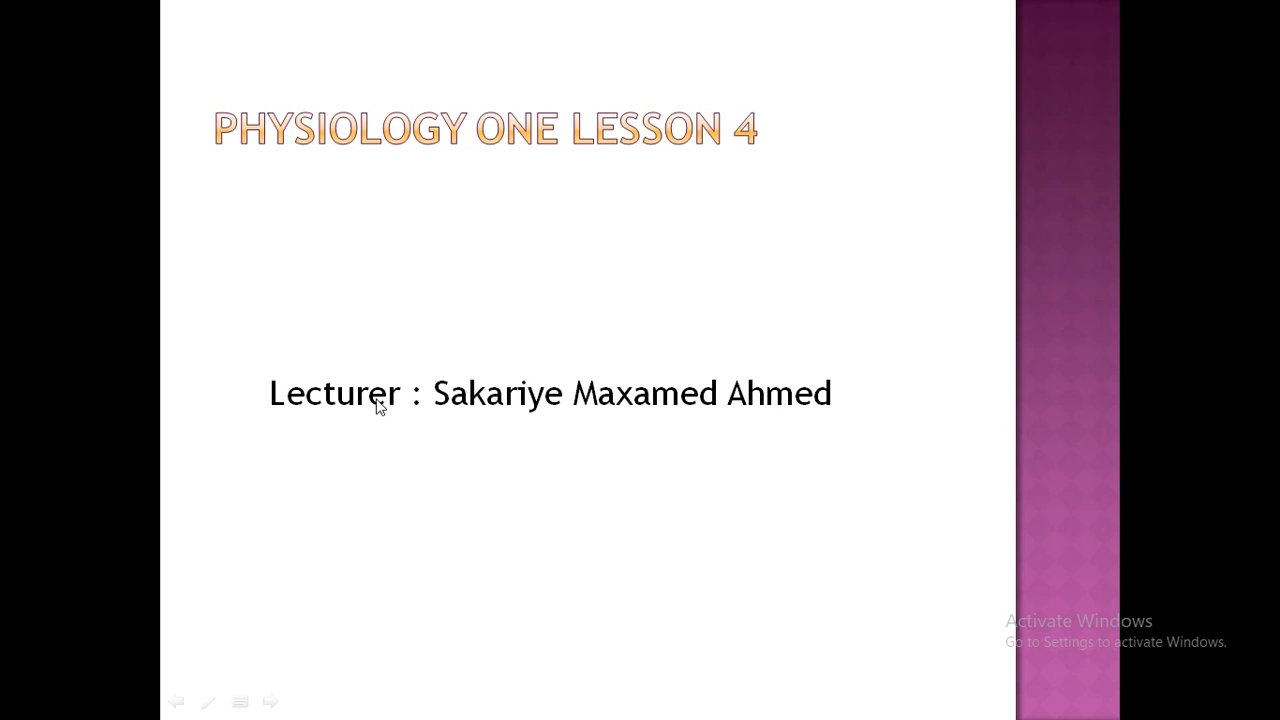 PHYSIOLOGY ONE LESSON 4
Lecturer : Sakariye Maxamed Ahmed
Activate Windows
Go to Settings to activate Windows.